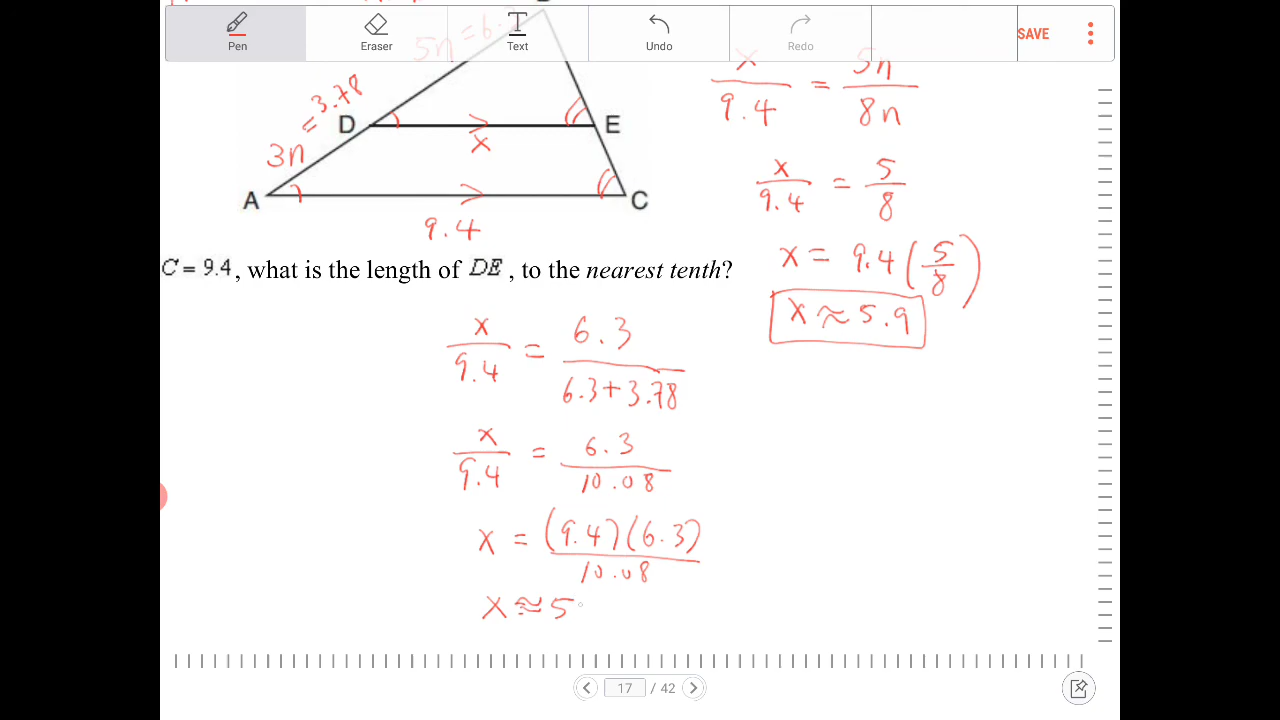 Pen Eraser Text Undo Redo SAVE
5n = 6.
x/9.4 = 5n/8n
= 3.78
D E
3n x
A C
9.4
x/9.4 = 5/8
x = 9.4(5/8)
C = 9.4, what is the length of DE, to the nearest tenth?
x ≈ 5.9
x/9.4 = 6.3/6.3+3.78
x/9.4 = 6.3/10.08
x = (9.4)(6.3)/10.08
x ≈ 5
17 / 42